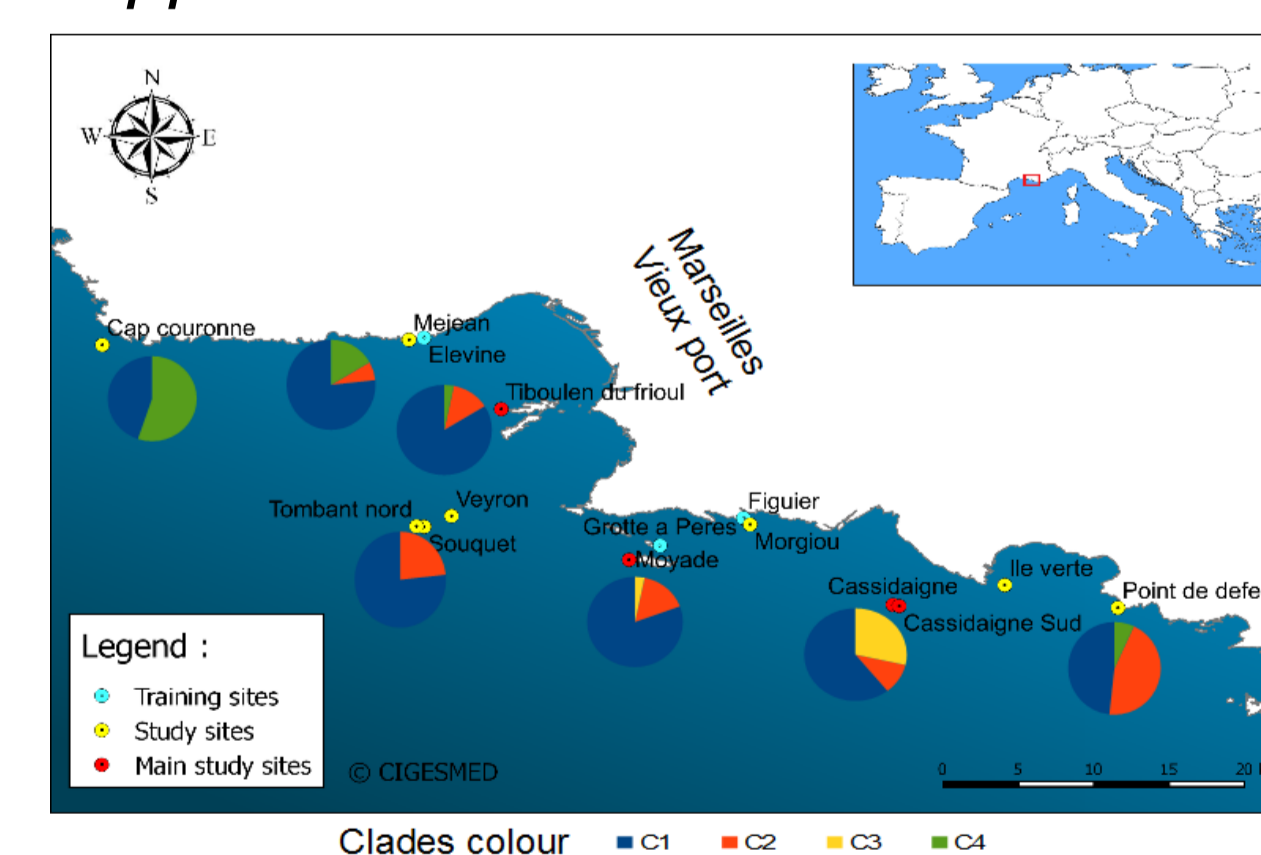 N
W E
S
Marseilles
Vieux port
Cap couronne
Mejean
Elevine
Tiboulen du frioul
Tombant nord
Veyron
Souquet
Figuier
Grotte a Peres
Morgiou
Moyade
Ile verte
Cassidaigne
Point de defe
Cassidaigne Sud
Legend :
Training sites
Study sites
Main study sites
© CIGESMED
0 5 10 15 20
Clades colour C1 C2 C3 C4